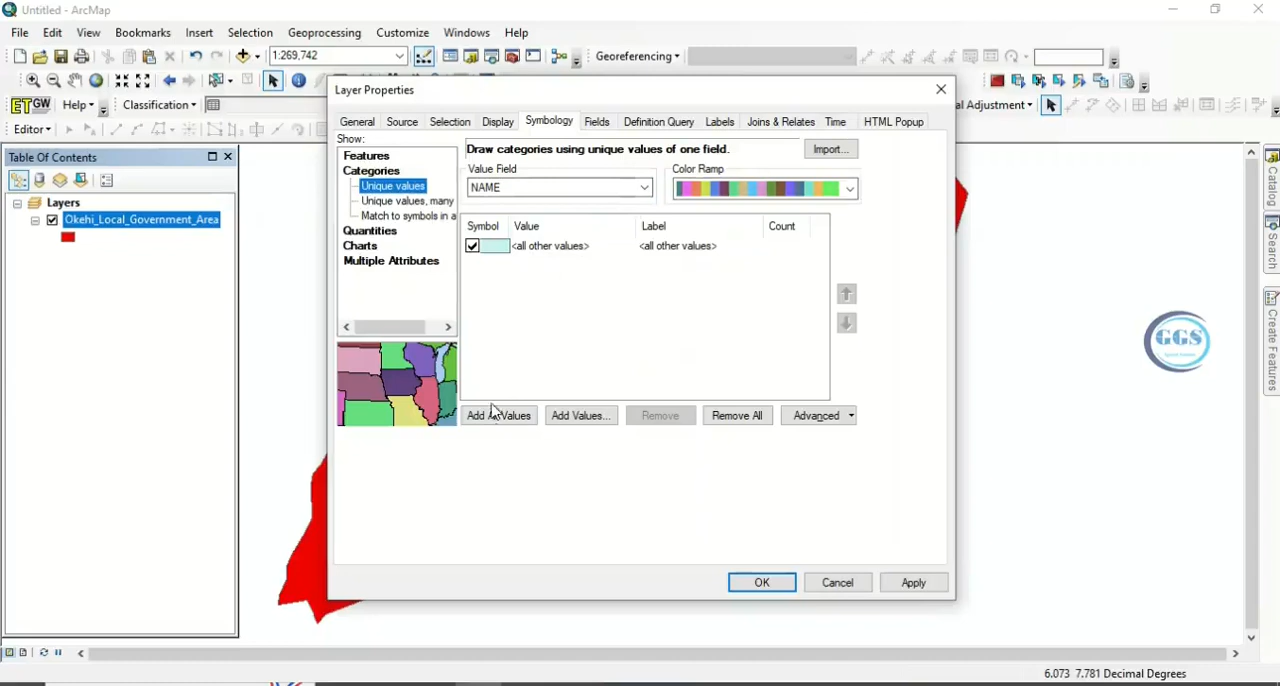 Untitled - ArcMap
File Edit View Bookmarks Insert Selection Geoprocessing Customize Windows Help
1:269,742 Georeferencing
ETGW Help Classification al Adjustment
Editor
Table Of Contents
Layers
Okehi_Local_Government_Area
Layer Properties
General Source Selection Display Symbology Fields Definition Query Labels Joins & Relates Time HTML Popup
Show:
Features
Categories
Unique values
Unique values, many
Match to symbols in a
Quantities
Charts
Multiple Attributes
Draw categories using unique values of one field.
Import...
Value Field
NAME
Color Ramp
Symbol Value Label Count
<all other values> <all other values>
Add All Values Add Values... Remove Remove All Advanced
OK Cancel Apply
Catalog
Search
Create Features
GGS
6.073 7.781 Decimal Degrees